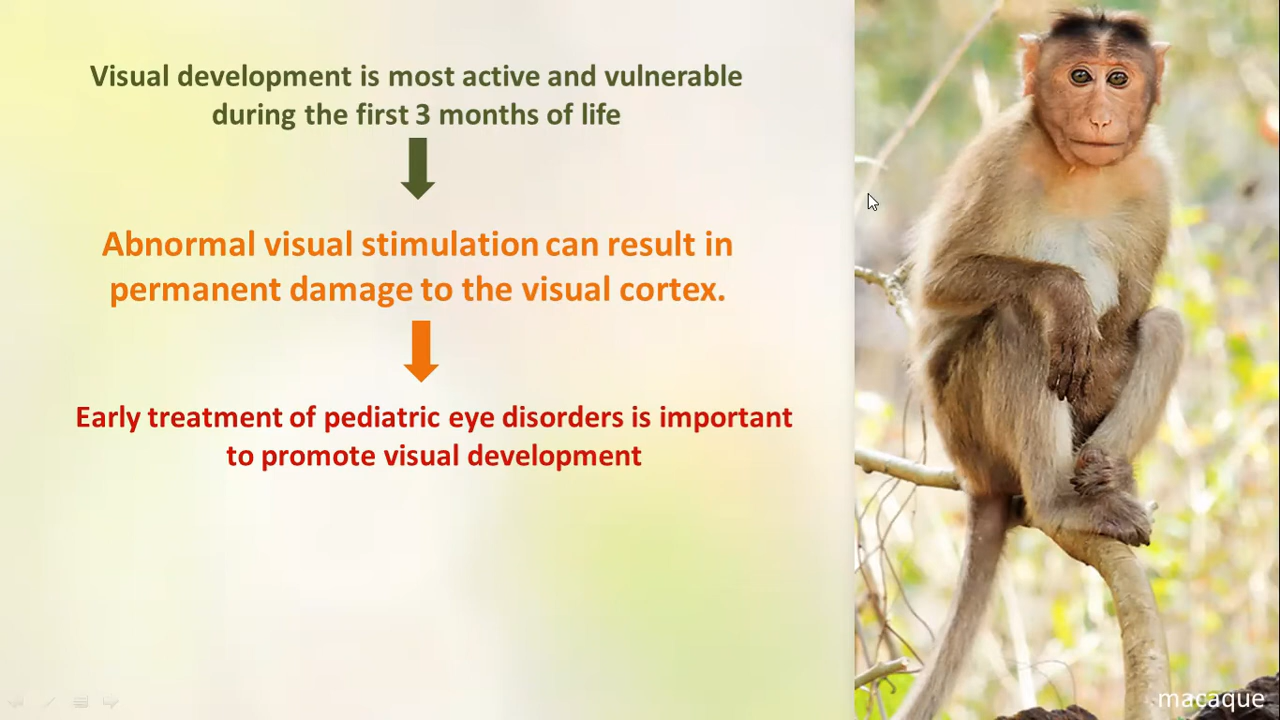 Visual development is most active and vulnerable
during the first 3 months of life
Abnormal visual stimulation can result in
permanent damage to the visual cortex.
Early treatment of pediatric eye disorders is important
to promote visual development
macaque